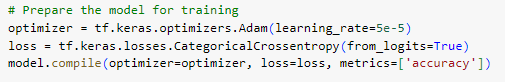 # Prepare the model for training
optimizer = tf.keras.optimizers.Adam(learning_rate=5e-5)
loss = tf.keras.losses.CategoricalCrossentropy(from_logits=True)
model.compile(optimizer=optimizer, loss=loss, metrics=['accuracy'])